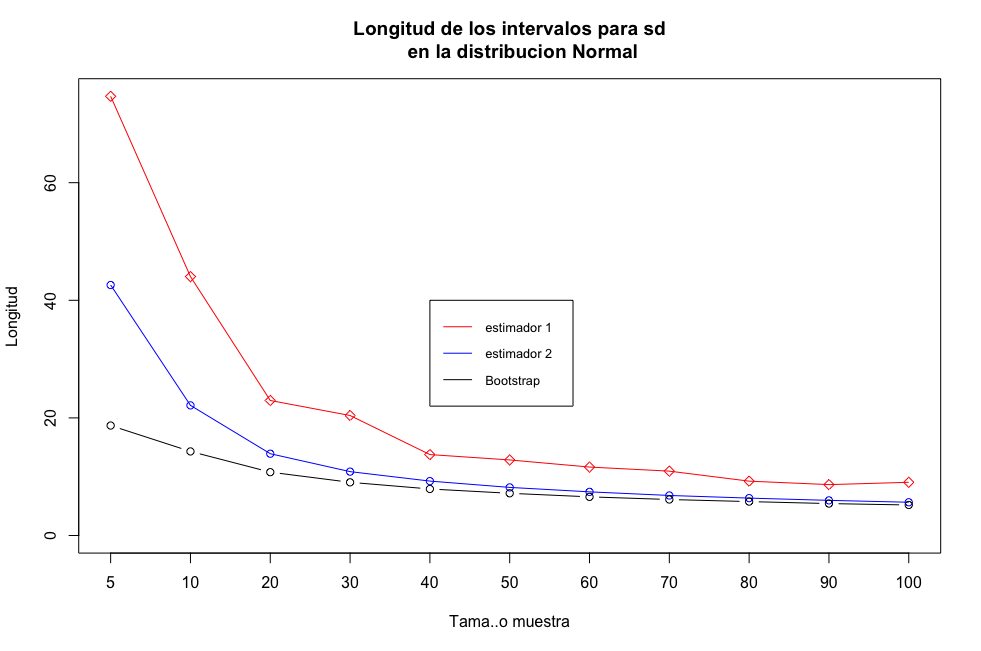 Longitud de los intervalos para sd
en la distribucion Normal
Longitud
60
40
20
0
estimador 1
estimador 2
Bootstrap
5 10 20 30 40 50 60 70 80 90 100
Tama..o muestra